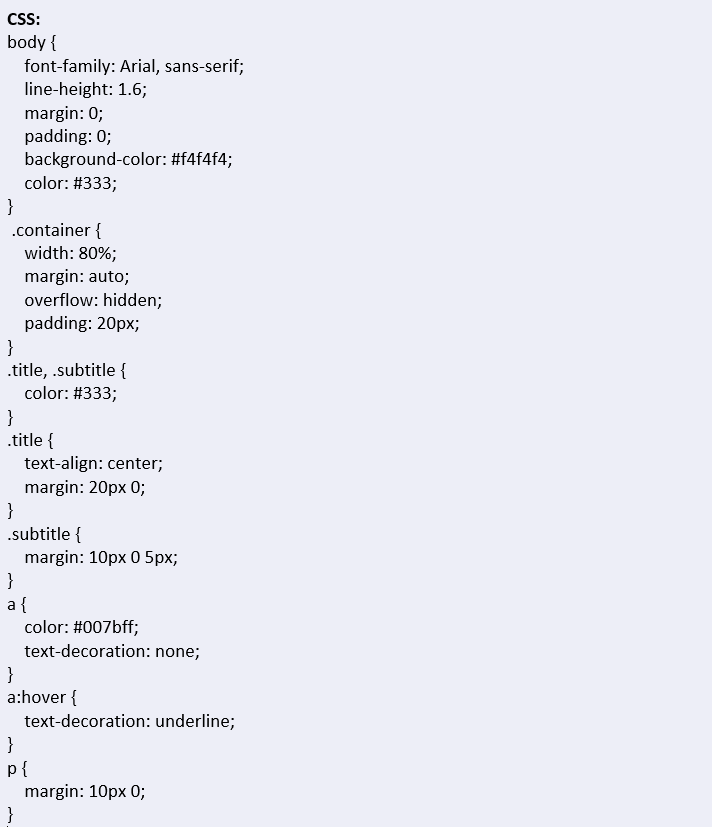 CSS:
body {
    font-family: Arial, sans-serif;
    line-height: 1.6;
    margin: 0;
    padding: 0;
    background-color: #f4f4f4;
    color: #333;
}
 .container {
    width: 80%;
    margin: auto;
    overflow: hidden;
    padding: 20px;
}
.title, .subtitle {
    color: #333;
}
.title {
    text-align: center;
    margin: 20px 0;
}
.subtitle {
    margin: 10px 0 5px;
}
a {
    color: #007bff;
    text-decoration: none;
}
a:hover {
    text-decoration: underline;
}
p {
    margin: 10px 0;
}